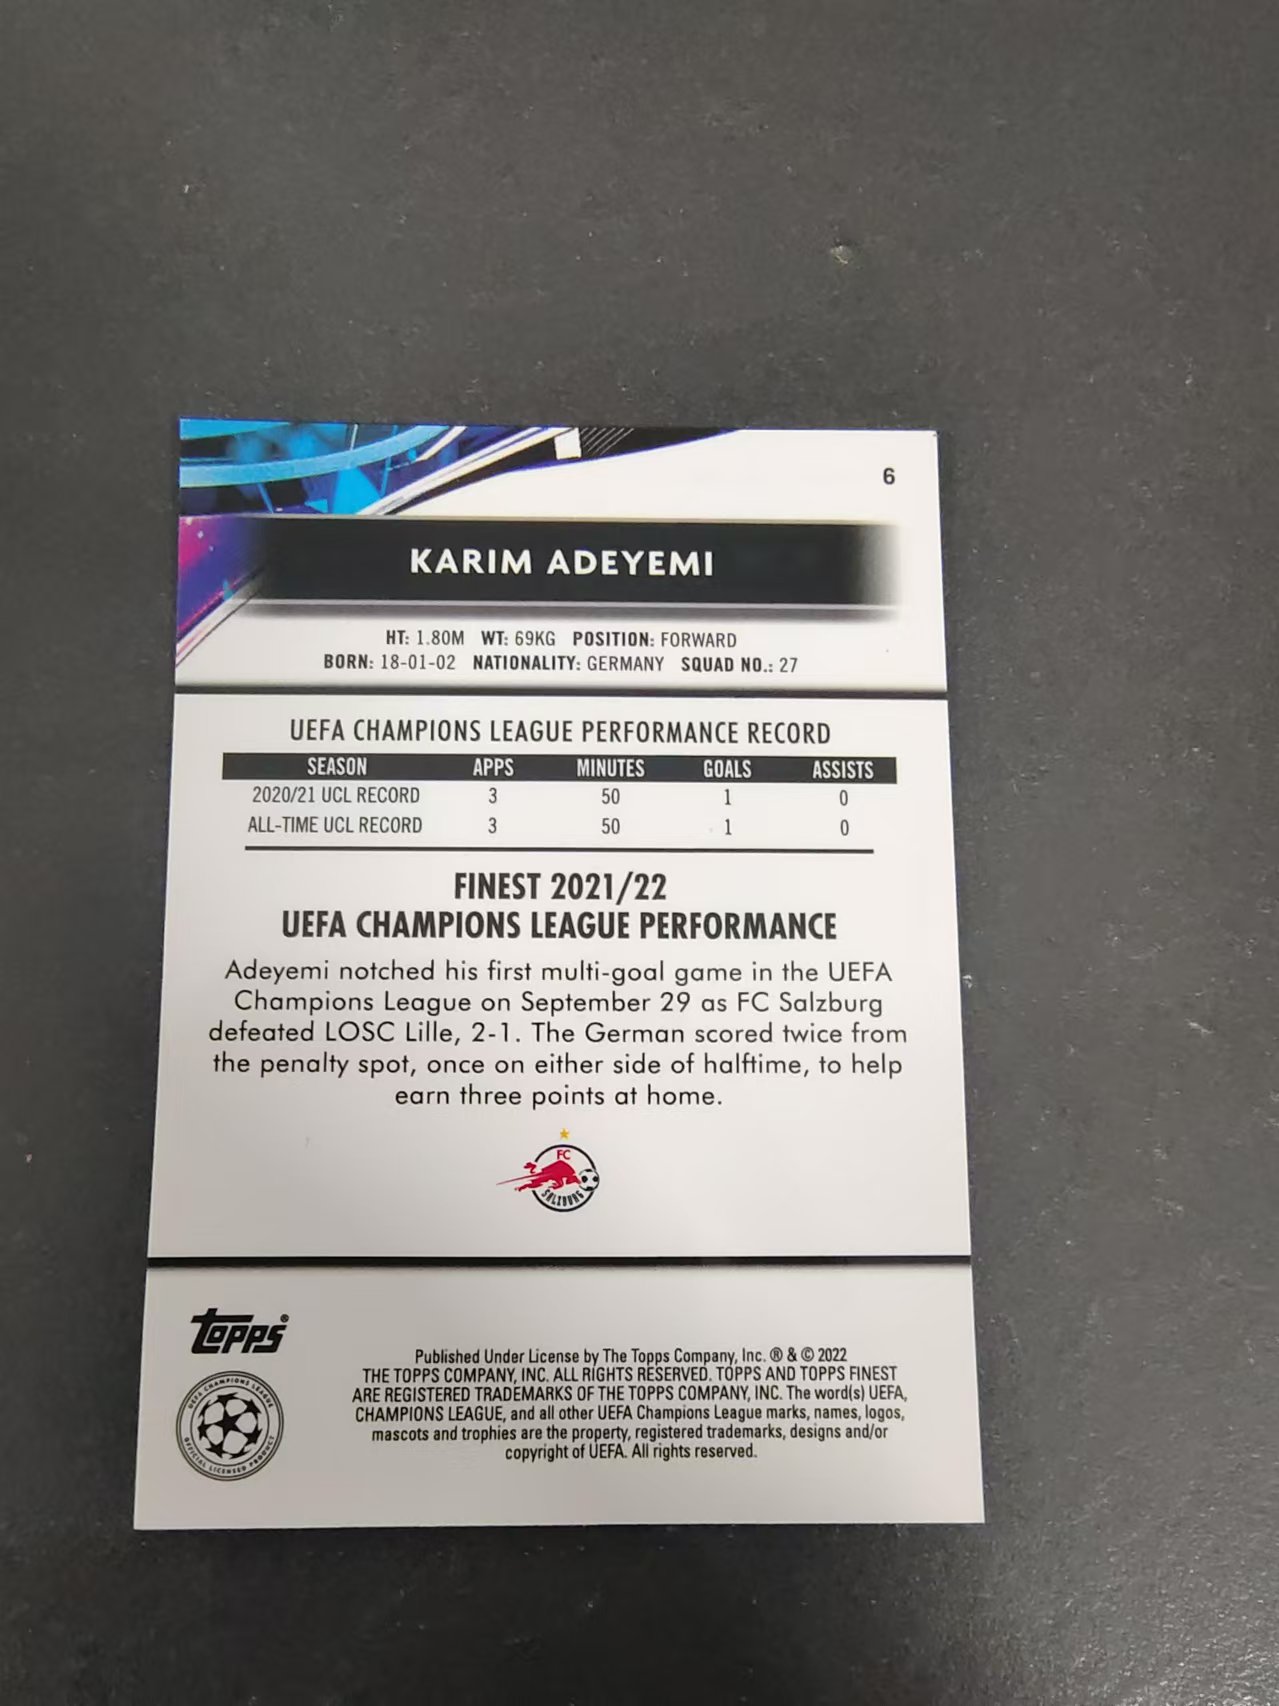 6
KARIM ADEYEMI
HT: 1.80M WT: 69KG POSITION: FORWARD
BORN: 18-01-02 NATIONALITY: GERMANY SQUAD NO.: 27
UEFA CHAMPIONS LEAGUE PERFORMANCE RECORD
SEASON APPS MINUTES GOALS ASSISTS
2020/21 UCL RECORD 3 50 1 0
ALL-TIME UCL RECORD 3 50 1 0
FINEST 2021/22
UEFA CHAMPIONS LEAGUE PERFORMANCE
Adeyemi notched his first multi-goal game in the UEFA
Champions League on September 29 as FC Salzburg
defeated LOSC Lille, 2-1. The German scored twice from
the penalty spot, once on either side of halftime, to help
earn three points at home.
FC
SALZBURG
Topps®
UEFA CHAMPIONS LEAGUE
OFFICIAL LICENSED PRODUCT
Published Under License by The Topps Company, Inc. ® & © 2022
THE TOPPS COMPANY, INC. ALL RIGHTS RESERVED. TOPPS AND TOPPS FINEST
ARE REGISTERED TRADEMARKS OF THE TOPPS COMPANY, INC. The word(s) UEFA,
CHAMPIONS LEAGUE, and all other UEFA Champions League marks, names, logos,
mascots and trophies are the property, registered trademarks, designs and/or
copyright of UEFA. All rights reserved.